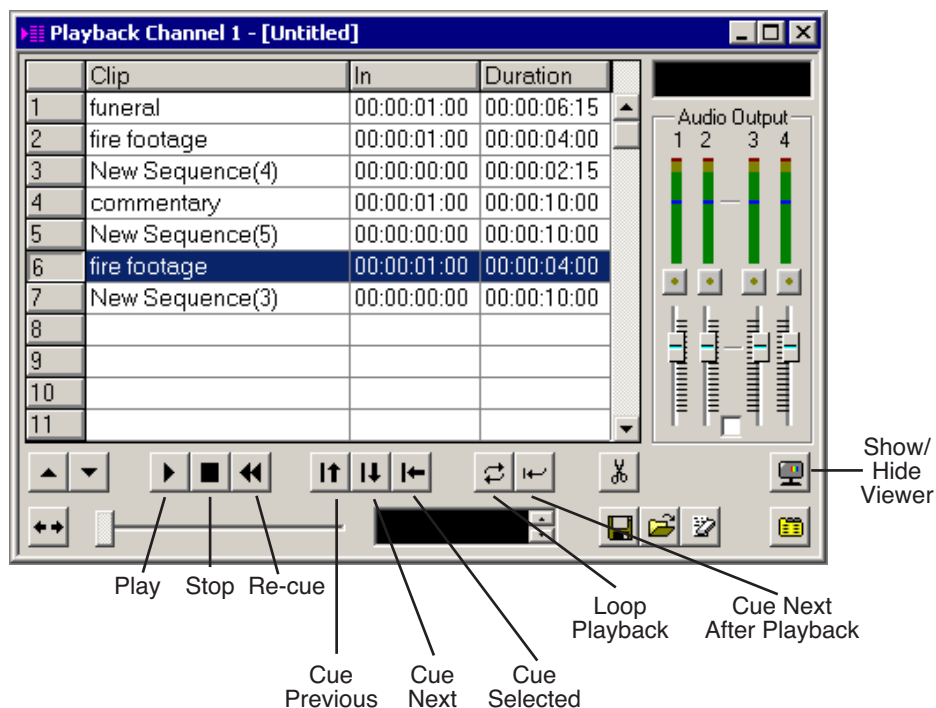 Playback Channel 1 - [Untitled]
Clip In Duration
1 funeral 00:00:01:00 00:00:06:15
2 fire footage 00:00:01:00 00:00:04:00
3 New Sequence(4) 00:00:00:00 00:00:02:15
4 commentary 00:00:01:00 00:00:10:00
5 New Sequence(5) 00:00:00:00 00:00:10:00
6 fire footage 00:00:01:00 00:00:04:00
7 New Sequence(3) 00:00:00:00 00:00:10:00
8
9
10
11
Audio Output
1 2 3 4
Show/
Hide
Viewer
Play Stop Re-cue
Loop
Playback
Cue Next
After Playback
Cue
Previous
Cue
Next
Cue
Selected